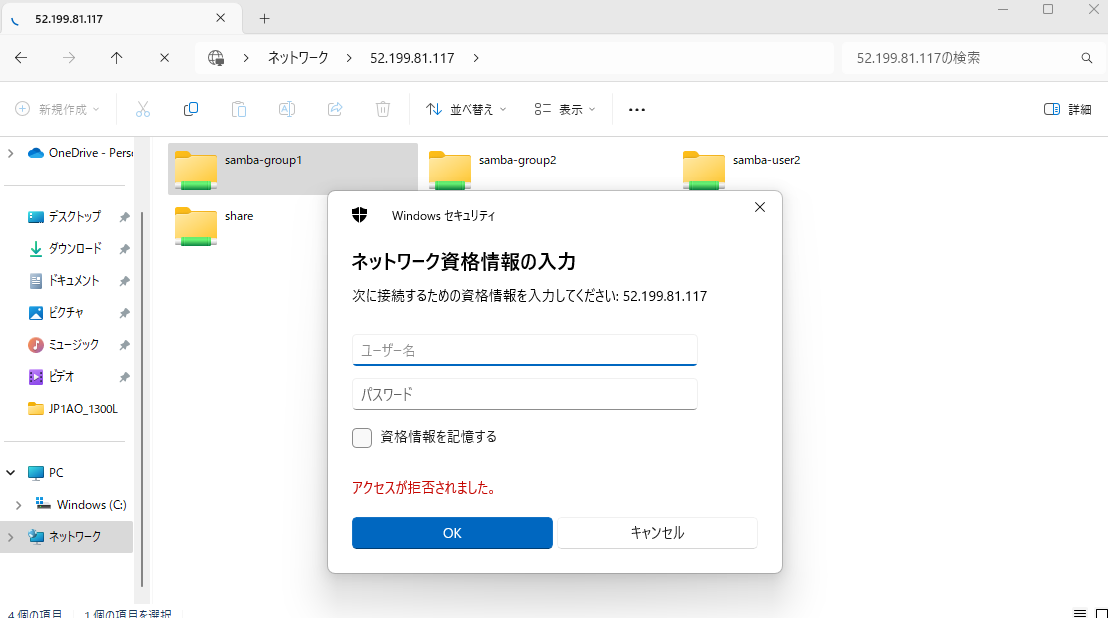 52.199.81.117
ネットワーク
52.199.81.117
52.199.81.117の検索
新規作成
並べ替え
表示
詳細
OneDrive - Perso
samba-group1
samba-group2
samba-user2
share
デスクトップ
ダウンロード
ドキュメント
ピクチャ
ミュージック
ビデオ
JP1AO_1300L
PC
Windows (C:)
ネットワーク
Windows セキュリティ
ネットワーク資格情報の入力
次に接続するための資格情報を入力してください: 52.199.81.117
ユーザー名
パスワード
資格情報を記憶する
アクセスが拒否されました。
OK
キャンセル
4 個の項目
1 個の項目を選択